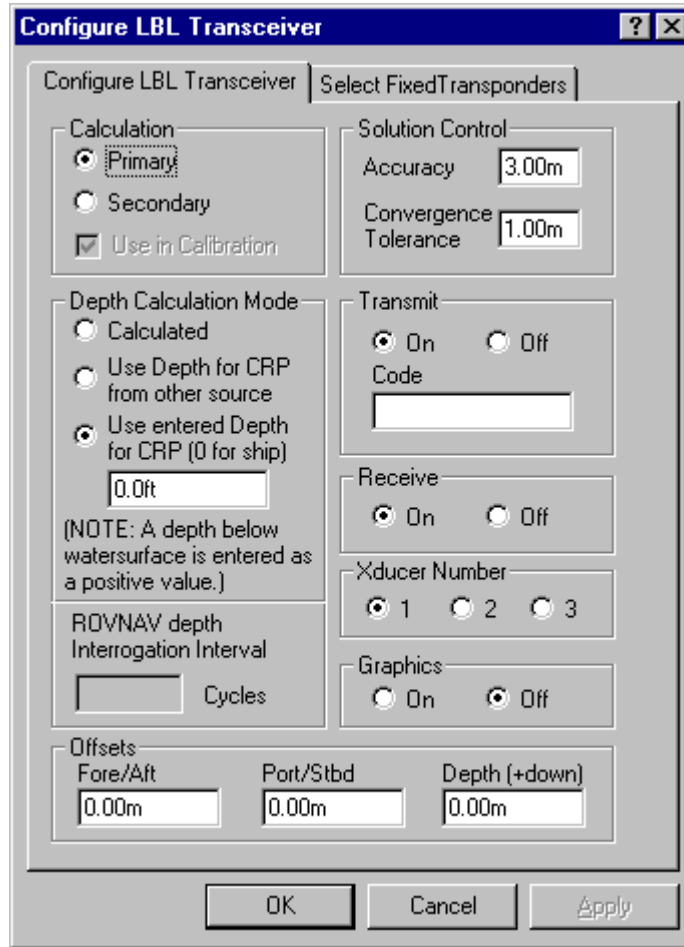 Configure LBL Transceiver
Configure LBL Transceiver
Select FixedTransponders
Calculation
Primary
Secondary
Use in Calibration
Solution Control
Accuracy
3.00m
Convergence
Tolerance
1.00m
Depth Calculation Mode
Calculated
Use Depth for CRP
from other source
Use entered Depth
for CRP (0 for ship)
0.0ft
(NOTE: A depth below
watersurface is entered as
a positive value.)
Transmit
On
Off
Code
Receive
On
Off
Xducer Number
1
2
3
ROVNAV depth
Interrogation Interval
Cycles
Graphics
On
Off
Offsets
Fore/Aft
Port/Stbd
Depth (+down)
0.00m
0.00m
0.00m
OK
Cancel
Apply